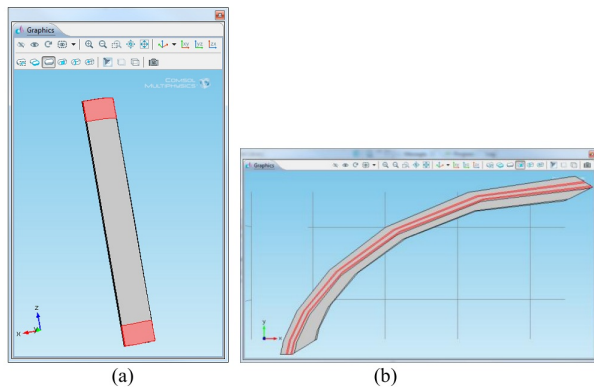 Graphics
COMSOL
MULTIPHYSICS
z
y
x
(a)
Graphics
y
z
x
(b)